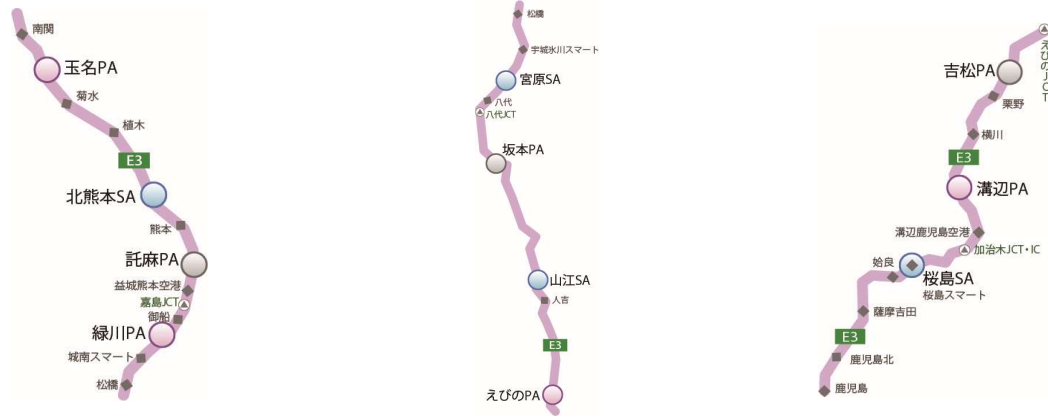 南関
玉名PA
菊水
植木
E3
北熊本SA
熊本
託麻PA
益城熊本空港
嘉島JCT
御船
緑川PA
城南スマート
松橋
松橋
宇城氷川スマート
宮原SA
八代
八代JCT
坂本PA
山江SA
人吉
E3
えびのPA
えびのJCT
吉松PA
栗野
横川
E3
溝辺PA
溝辺鹿児島空港
加治木JCT・IC
姶良
桜島SA
桜島スマート
薩摩吉田
E3
鹿児島北
鹿児島